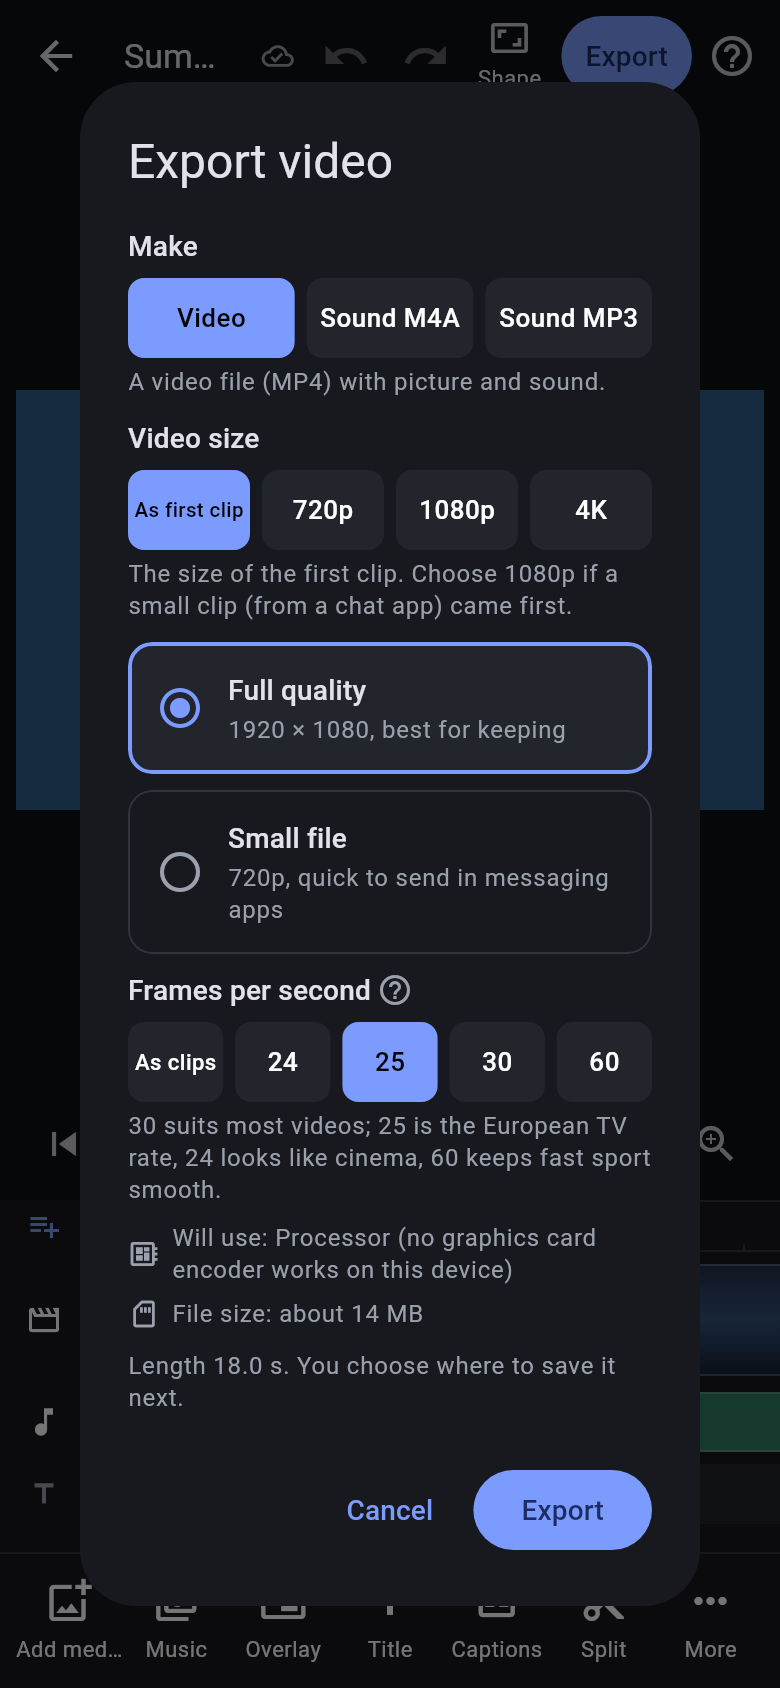 Sum...
Shape
Export
Export video
Make
Video
Sound M4A
Sound MP3
A video file (MP4) with picture and sound.
Video size
As first clip
720p
1080p
4K
The size of the first clip. Choose 1080p if a
small clip (from a chat app) came first.
Full quality
1920 × 1080, best for keeping
Small file
720p, quick to send in messaging
apps
Frames per second
As clips
24
25
30
60
30 suits most videos; 25 is the European TV
rate, 24 looks like cinema, 60 keeps fast sport
smooth.
Will use: Processor (no graphics card
encoder works on this device)
File size: about 14 MB
Length 18.0 s. You choose where to save it
next.
Cancel
Export
Add med...
Music
Overlay
Title
Captions
Split
More